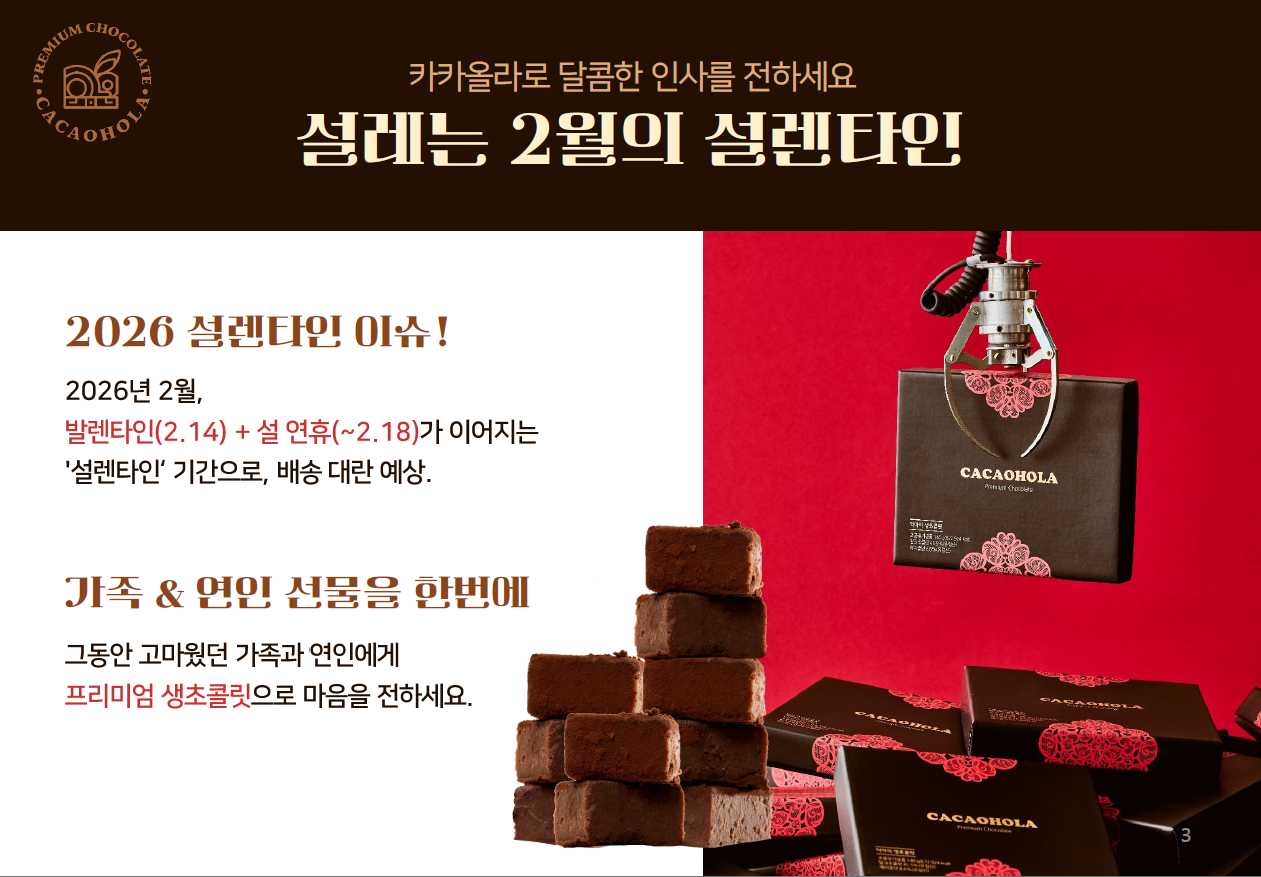 PREMIUM CHOCOLATE
CACAOHOLA
카카올라로 달콤한 인사를 전하세요
설레는 2월의 설렌타인
2026 설렌타인 이슈!
2026년 2월,
발렌타인(2.14) + 설 연휴(~2.18)가 이어지는
'설렌타인‘ 기간으로, 배송 대란 예상.
가족 & 연인 선물을 한번에
그동안 고마웠던 가족과 연인에게
프리미엄 생초콜릿으로 마음을 전하세요.
CACAOHOLA
Premium Chocolate
CACAOHOLA
CACAOHOLA
CACAOHOLA
Premium Chocolate
3